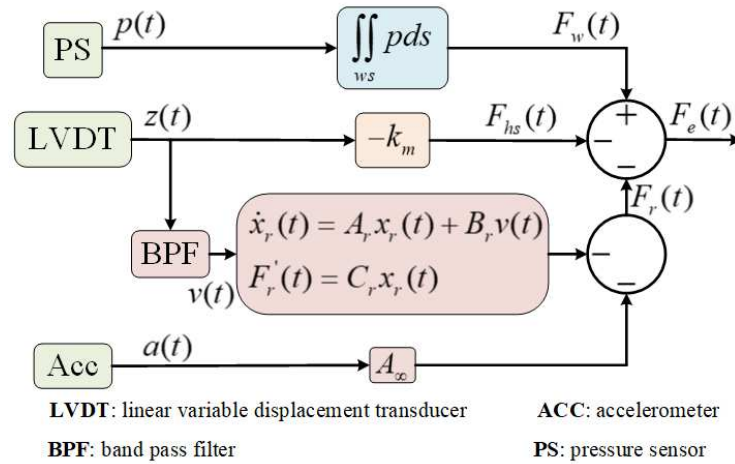 PS
p(t)
∬ pds
ws
F_w(t)
LVDT
z(t)
−k_m
F_hs(t)
+
−
−
F_e(t)
F_r(t)
BPF
v(t)
ẋ_r(t) = A_r x_r(t) + B_r v(t)
F_r'(t) = C_r x_r(t)
−
−
Acc
a(t)
A_∞
LVDT: linear variable displacement transducer
ACC: accelerometer
BPF: band pass filter
PS: pressure sensor